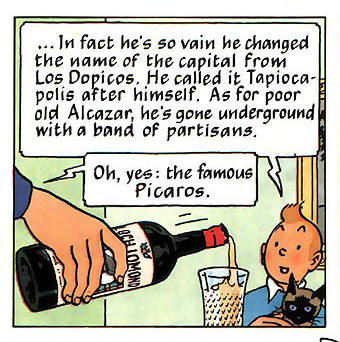 ... In fact he's so vain he changed
the name of the capital from
Los Dopicos. He called it Tapioca-
polis after himself. As for poor
old Alcazar, he's gone underground
with a band of partisans.
Oh, yes: the famous
Picaros.